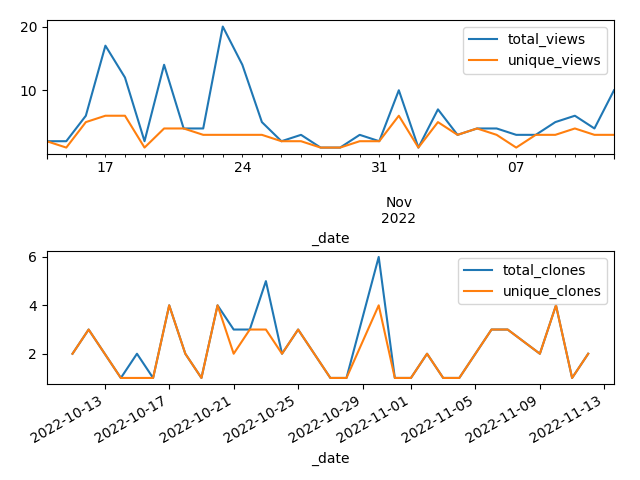 20
10
total_views
unique_views
17
24
31
07
Nov
2022
_date
6
4
2
total_clones
unique_clones
2022-10-13
2022-10-17
2022-10-21
2022-10-25
2022-10-29
2022-11-01
2022-11-05
2022-11-09
2022-11-13
_date